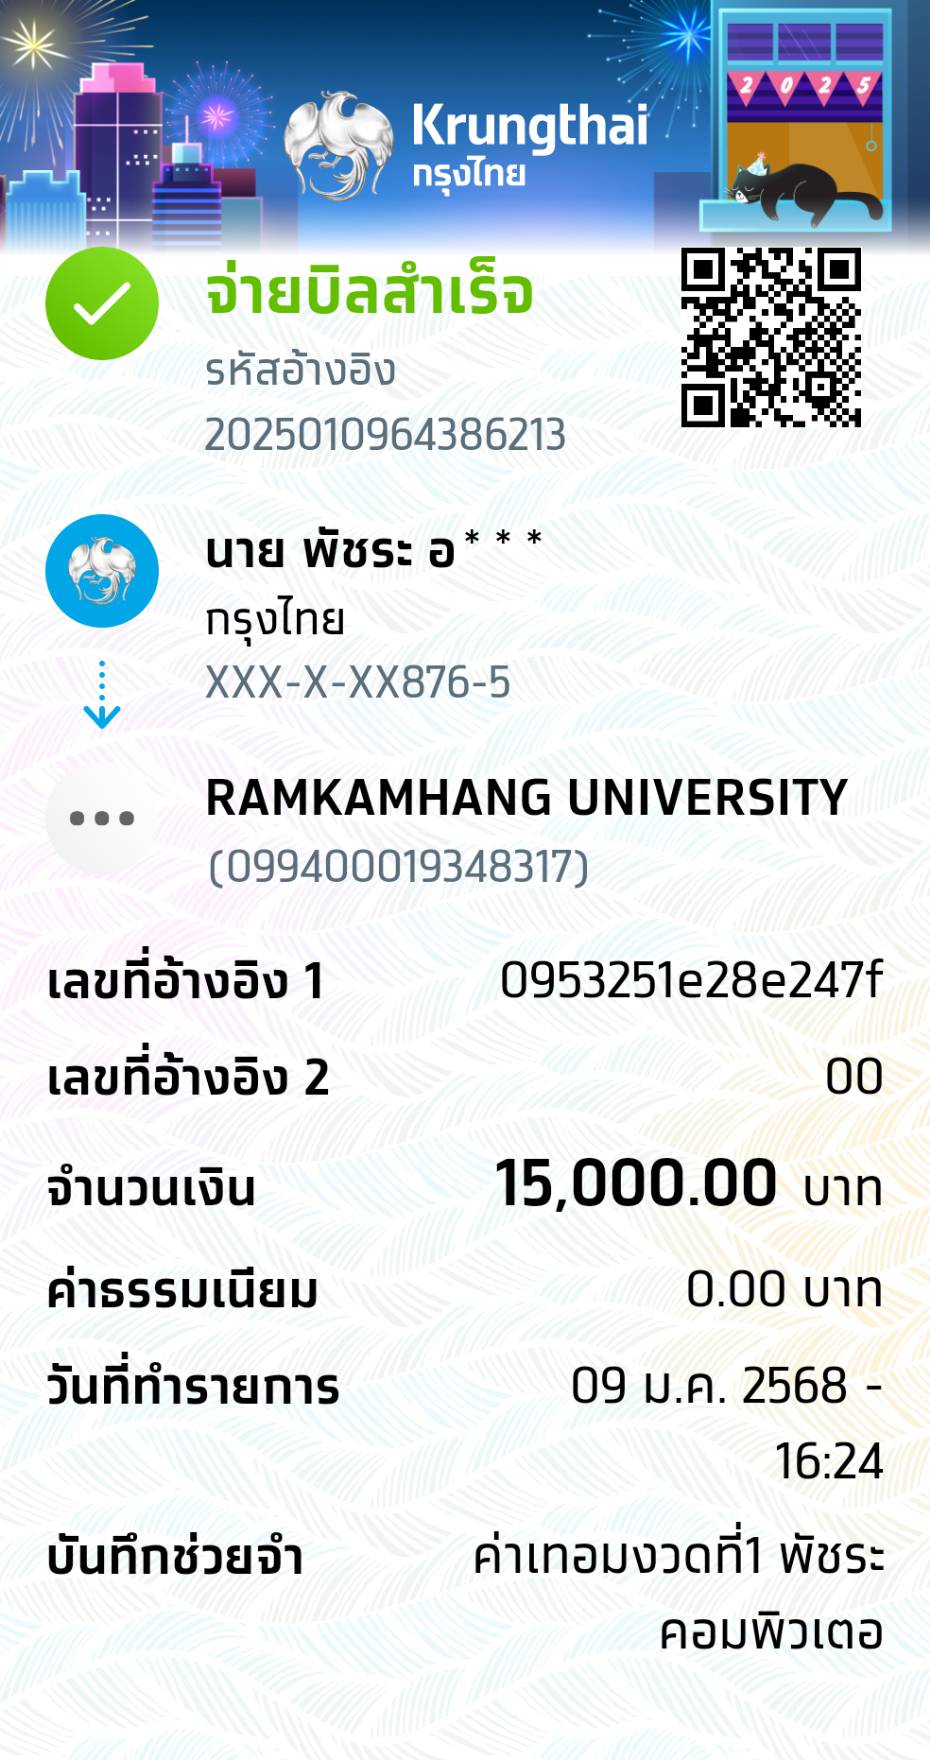 2025
Krungthai
กรุงไทย
จ่ายบิลสำเร็จ
รหัสอ้างอิง
2025010964386213
นาย พัชระ อ***
กรุงไทย
XXX-X-XX876-5
RAMKAMHANG UNIVERSITY
(099400019348317)
เลขที่อ้างอิง 1 0953251e28e247f
เลขที่อ้างอิง 2 00
จำนวนเงิน 15,000.00 บาท
ค่าธรรมเนียม 0.00 บาท
วันที่ทำรายการ 09 ม.ค. 2568 -
16:24
บันทึกช่วยจำ ค่าเทอมงวดที่1 พัชระ
คอมพิวเตอ